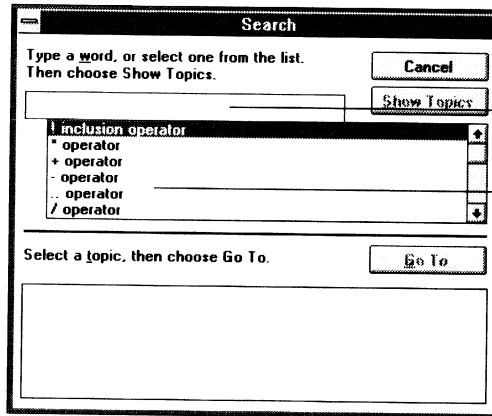 Search
Type a word, or select one from the list.
Then choose Show Topics.
Cancel
Show Topics
! inclusion operator
* operator
+ operator
- operator
.. operator
/ operator
Select a topic, then choose Go To.
Go To